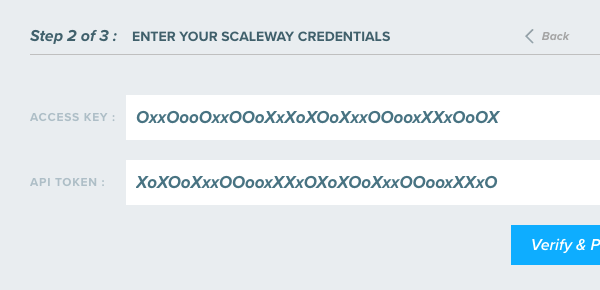 Step 2 of 3 : ENTER YOUR SCALEWAY CREDENTIALS Back
ACCESS KEY : OxxOooOxxOOoXxXoXOoXxxOOooxXXxOoOX
API TOKEN : XoXOoXxxOOooxXXxOXoXOoXxxOOooxXXxO
Verify & P